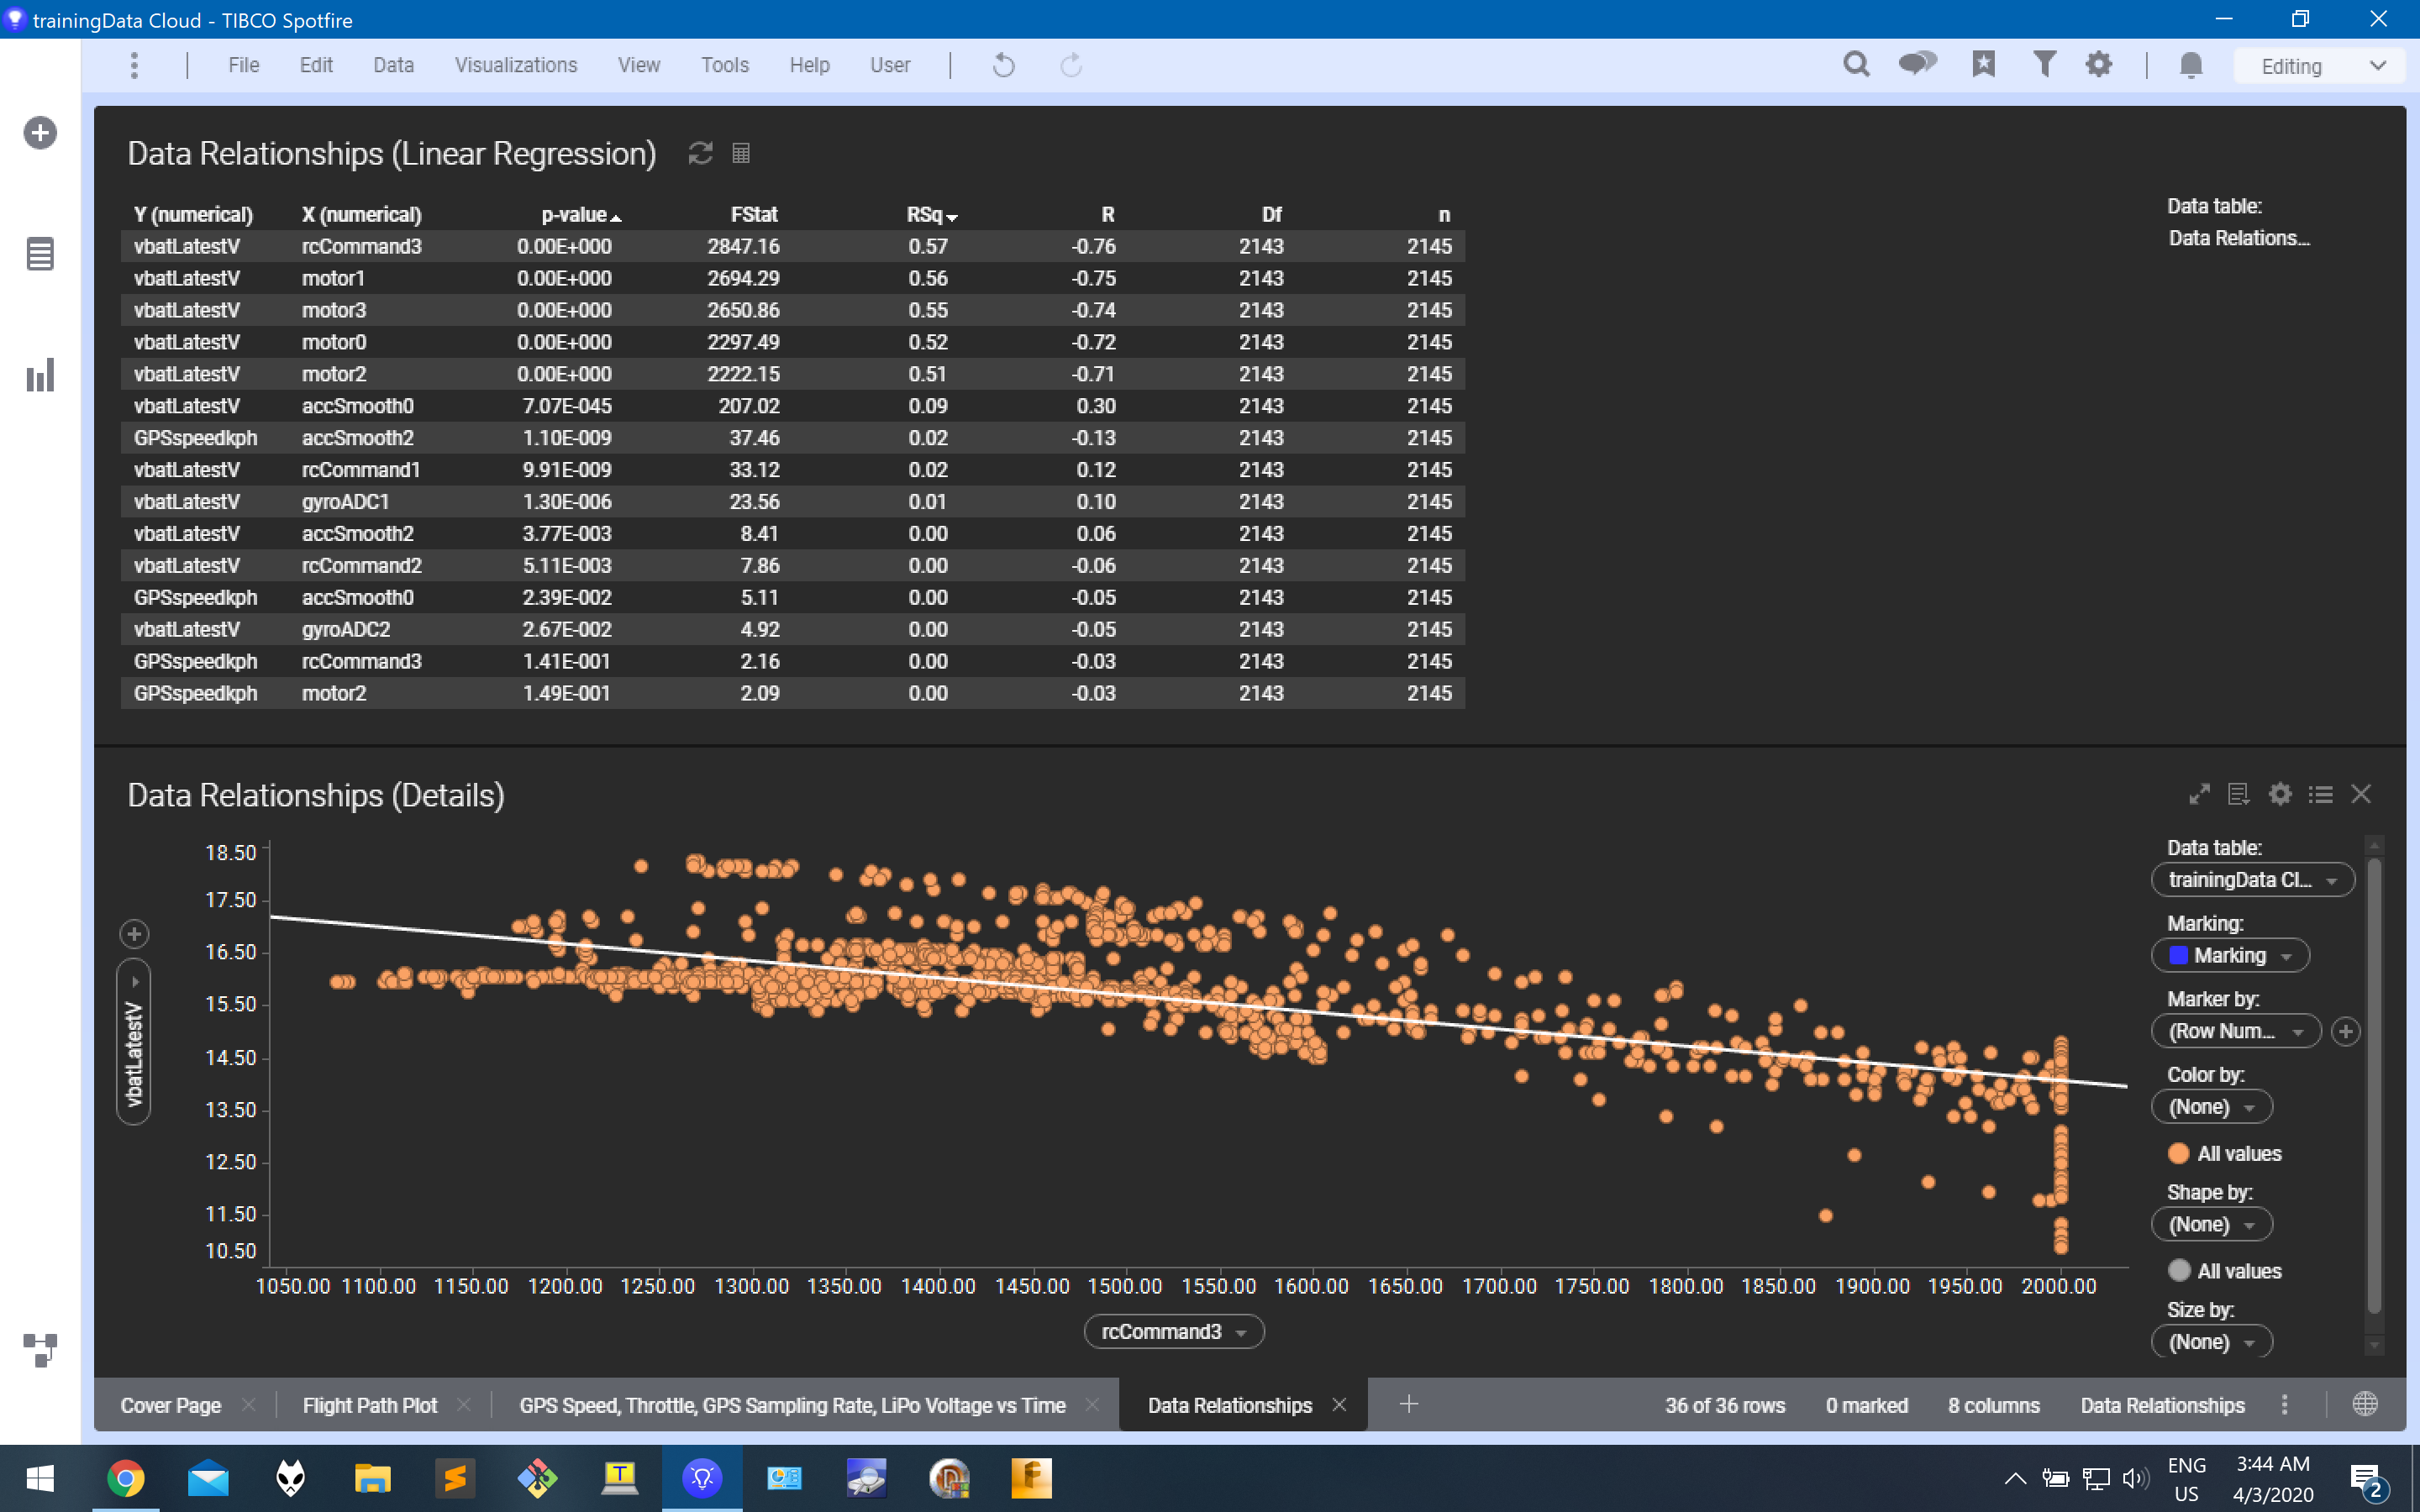 trainingData Cloud - TIBCO Spotfire
File Edit Data Visualizations View Tools Help User Editing
Data Relationships (Linear Regression)
Y (numerical) X (numerical) p-value FStat RSq R Df n
vbatLatestV rcCommand3 0.00E+000 2847.16 0.57 -0.76 2143 2145
vbatLatestV motor1 0.00E+000 2694.29 0.56 -0.75 2143 2145
vbatLatestV motor3 0.00E+000 2650.86 0.55 -0.74 2143 2145
vbatLatestV motor0 0.00E+000 2297.49 0.52 -0.72 2143 2145
vbatLatestV motor2 0.00E+000 2222.15 0.51 -0.71 2143 2145
vbatLatestV accSmooth0 7.07E-045 207.02 0.09 0.30 2143 2145
GPSspeedkph accSmooth2 1.10E-009 37.46 0.02 -0.13 2143 2145
vbatLatestV rcCommand1 9.91E-009 33.12 0.02 0.12 2143 2145
vbatLatestV gyroADC1 1.30E-006 23.56 0.01 0.10 2143 2145
vbatLatestV accSmooth2 3.77E-003 8.41 0.00 0.06 2143 2145
vbatLatestV rcCommand2 5.11E-003 7.86 0.00 -0.06 2143 2145
GPSspeedkph accSmooth0 2.39E-002 5.11 0.00 -0.05 2143 2145
vbatLatestV gyroADC2 2.67E-002 4.92 0.00 -0.05 2143 2145
GPSspeedkph rcCommand3 1.41E-001 2.16 0.00 -0.03 2143 2145
GPSspeedkph motor2 1.49E-001 2.09 0.00 -0.03 2143 2145
Data table:
Data Relations...
Data Relationships (Details)
18.50
17.50
16.50
15.50
14.50
13.50
12.50
11.50
10.50
vbatLatestV
1050.00 1100.00 1150.00 1200.00 1250.00 1300.00 1350.00 1400.00 1450.00 1500.00 1550.00 1600.00 1650.00 1700.00 1750.00 1800.00 1850.00 1900.00 1950.00 2000.00
rcCommand3
Data table:
trainingData Cl...
Marking:
Marking
Marker by:
(Row Num...
Color by:
(None)
All values
Shape by:
(None)
All values
Size by:
(None)
Cover Page Flight Path Plot GPS Speed, Throttle, GPS Sampling Rate, LiPo Voltage vs Time Data Relationships 36 of 36 rows 0 marked 8 columns Data Relationships
ENG
US
3:44 AM
4/3/2020
2